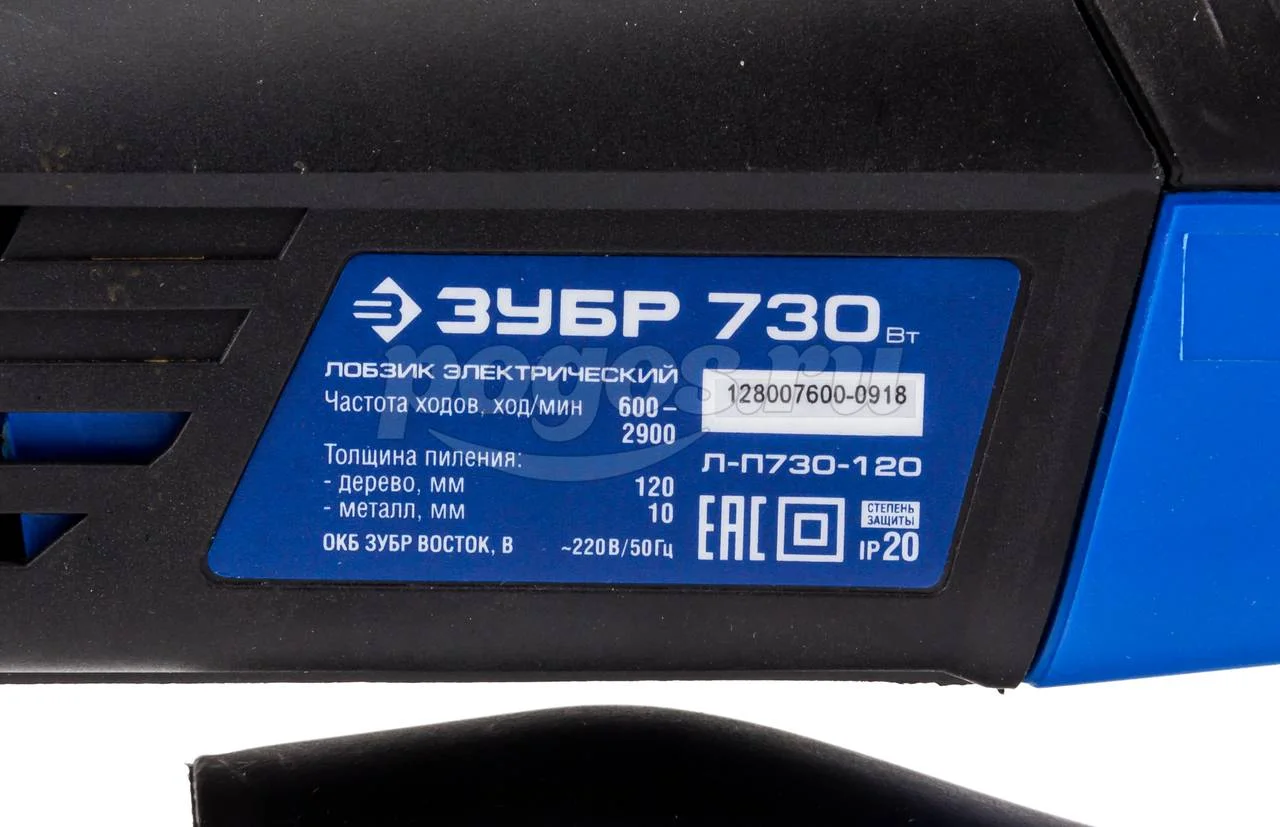 ЗУБР 730 Вт
ЛОБЗИК ЭЛЕКТРИЧЕСКИЙ
128007600-0918
Частота ходов, ход/мин 600–
2900
Толщина пиления:
- дерево, мм 120
- металл, мм 10
ОКБ ЗУБР ВОСТОК, В ~220В/50Гц
Л-П730-120
EAC
СТЕПЕНЬ
ЗАЩИТЫ
IP20
pogos.ru